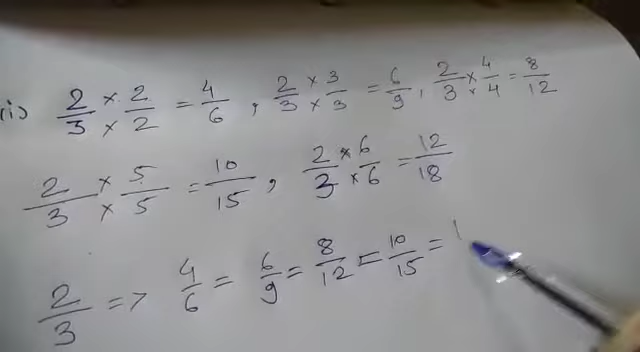 ri) 2/3 × 2/2 = 4/6 , 2/3 × 3/3 = 6/9 , 2/3 × 4/4 = 8/12
2/3 × 5/5 = 10/15 , 2/3 × 6/6 = 12/18
2/3 => 4/6 = 6/9 = 8/12 = 10/15 = 1